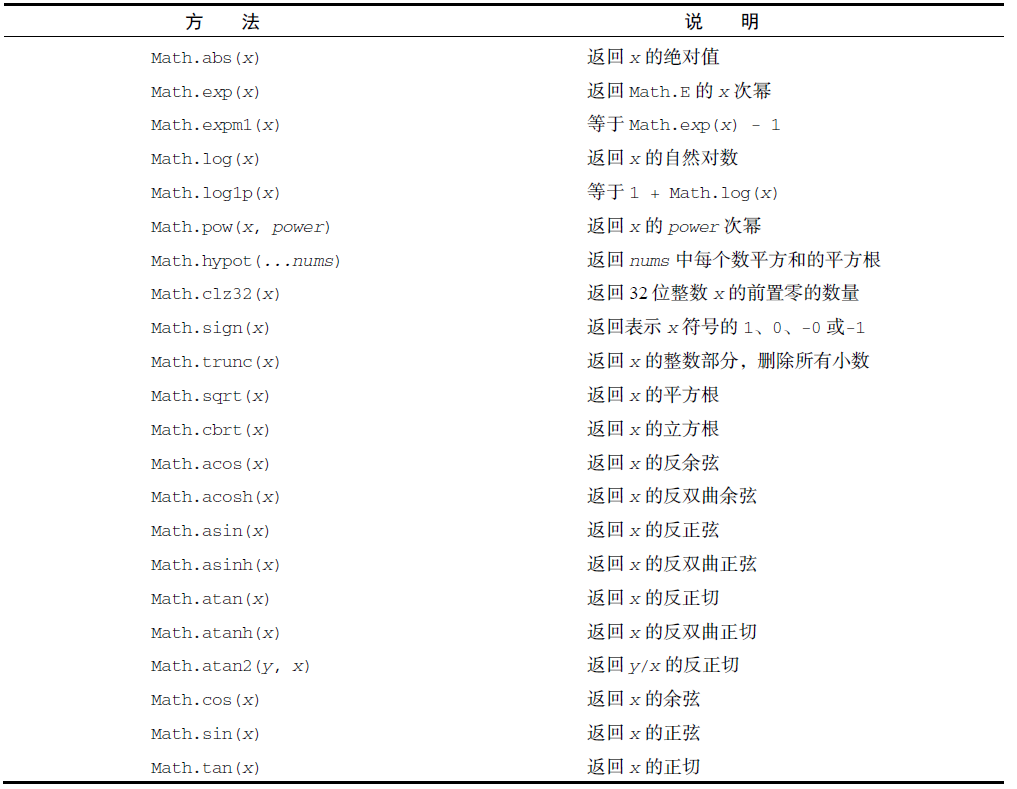 方 法 说 明
Math.abs(x) 返回 x 的绝对值
Math.exp(x) 返回 Math.E 的 x 次幂
Math.expm1(x) 等于 Math.exp(x) - 1
Math.log(x) 返回 x 的自然对数
Math.log1p(x) 等于 1 + Math.log(x)
Math.pow(x, power) 返回 x 的 power 次幂
Math.hypot(...nums) 返回 nums 中每个数平方和的平方根
Math.clz32(x) 返回 32 位整数 x 的前置零的数量
Math.sign(x) 返回表示 x 符号的 1、0、-0 或-1
Math.trunc(x) 返回 x 的整数部分，删除所有小数
Math.sqrt(x) 返回 x 的平方根
Math.cbrt(x) 返回 x 的立方根
Math.acos(x) 返回 x 的反余弦
Math.acosh(x) 返回 x 的反双曲余弦
Math.asin(x) 返回 x 的反正弦
Math.asinh(x) 返回 x 的反双曲正弦
Math.atan(x) 返回 x 的反正切
Math.atanh(x) 返回 x 的反双曲正切
Math.atan2(y, x) 返回 y/x 的反正切
Math.cos(x) 返回 x 的余弦
Math.sin(x) 返回 x 的正弦
Math.tan(x) 返回 x 的正切